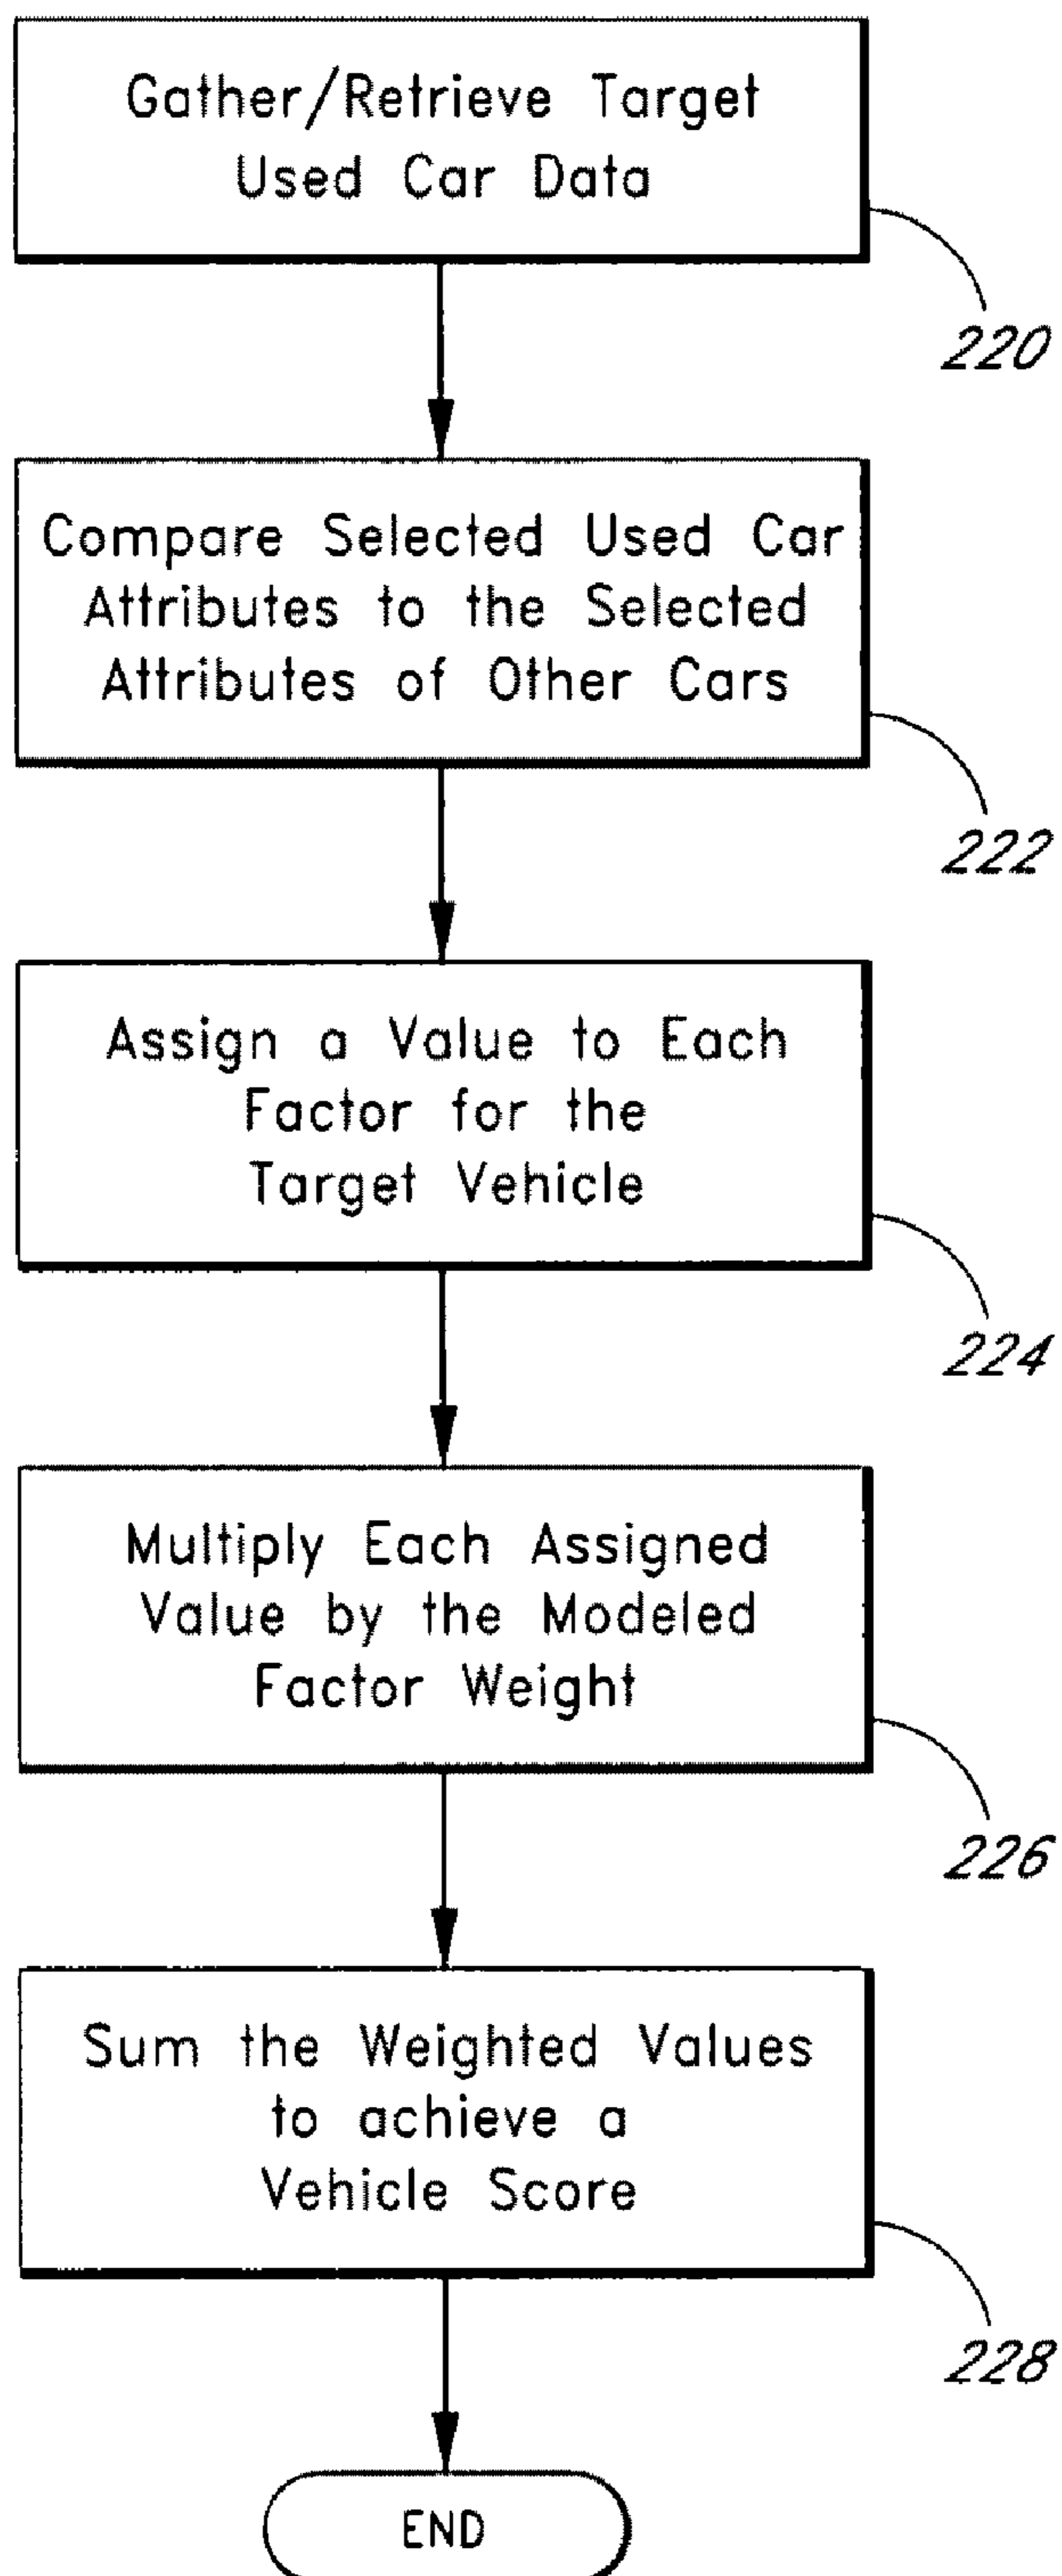 Gather/Retrieve Target
Used Car Data
220
Compare Selected Used Car
Attributes to the Selected
Attributes of Other Cars
222
Assign a Value to Each
Factor for the
Target Vehicle
224
Multiply Each Assigned
Value by the Modeled
Factor Weight
226
Sum the Weighted Values
to achieve a
Vehicle Score
228
END